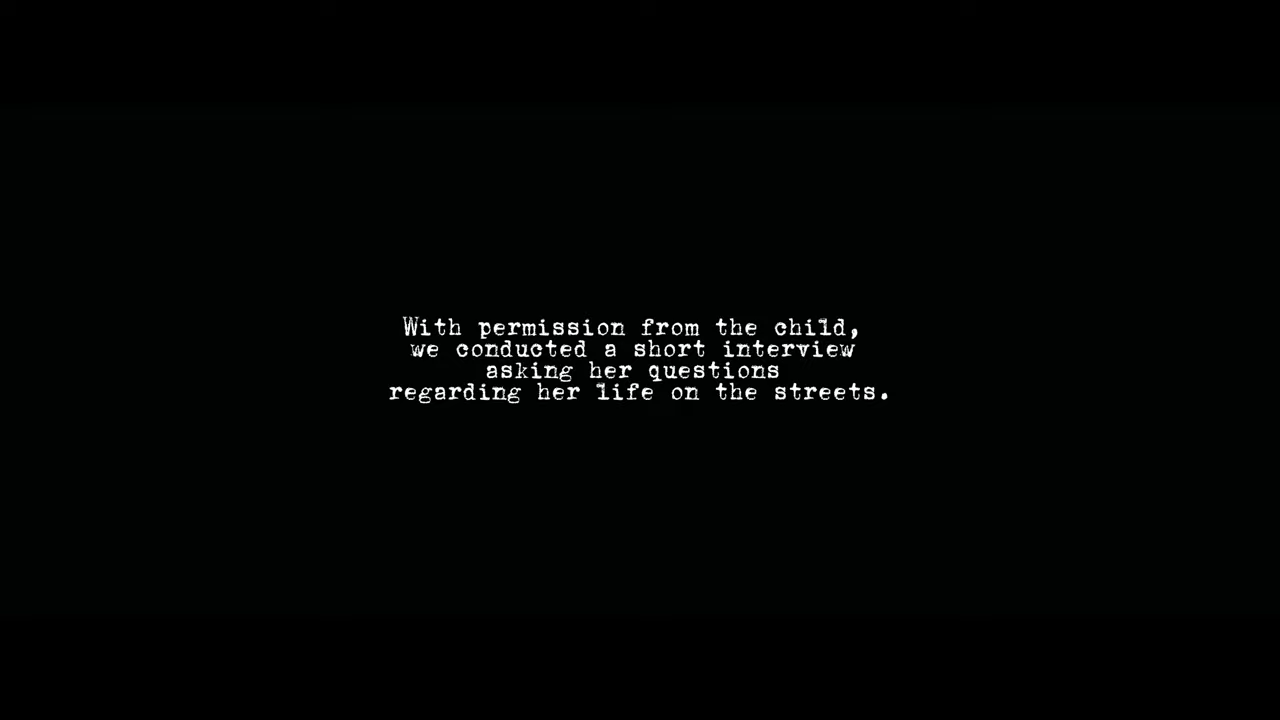 With permission from the child,
we conducted a short interview
asking her questions
regarding her life on the streets.